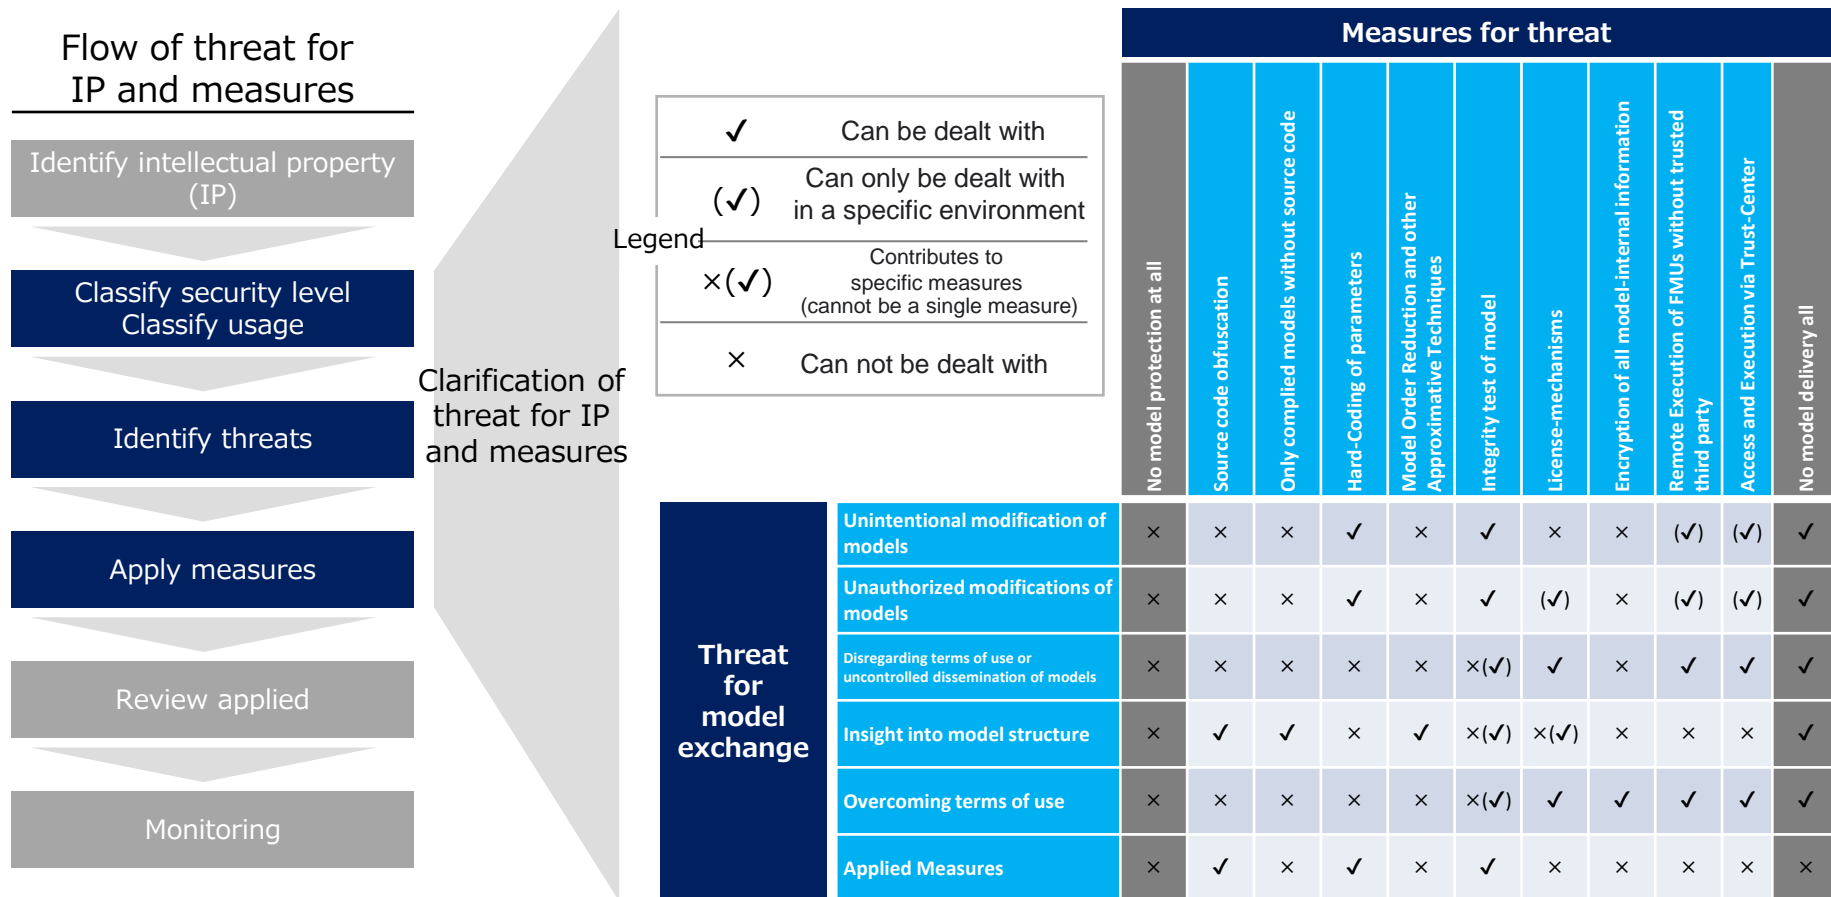 Flow of threat for
IP and measures
Identify intellectual property
(IP)
Classify security level
Classify usage
Identify threats
Apply measures
Review applied
Monitoring
Clarification of
threat for IP
and measures
Legend
✓ Can be dealt with
(✓) Can only be dealt with
in a specific environment
×(✓) Contributes to
specific measures
(cannot be a single measure)
× Can not be dealt with
Measures for threat
No model protection at all
Source code obfuscation
Only complied models without source code
Hard-Coding of parameters
Model Order Reduction and other
Approximative Techniques
Integrity test of model
License-mechanisms
Encryption of all model-internal information
Remote Execution of FMUs without trusted
third party
Access and Execution via Trust-Center
No model delivery all
Threat
for
model
exchange
Unintentional modification of
models
× × × ✓ × ✓ × × (✓) (✓) ✓
Unauthorized modifications of
models
× × × ✓ × ✓ (✓) × (✓) (✓) ✓
Disregarding terms of use or
uncontrolled dissemination of models
× × × × × ×(✓) ✓ × ✓ ✓ ✓
Insight into model structure
× ✓ ✓ × ✓ ×(✓) ×(✓) × × × ✓
Overcoming terms of use
× × × × × ×(✓) ✓ ✓ ✓ ✓ ✓
Applied Measures
× ✓ × ✓ × ✓ × × × × ×